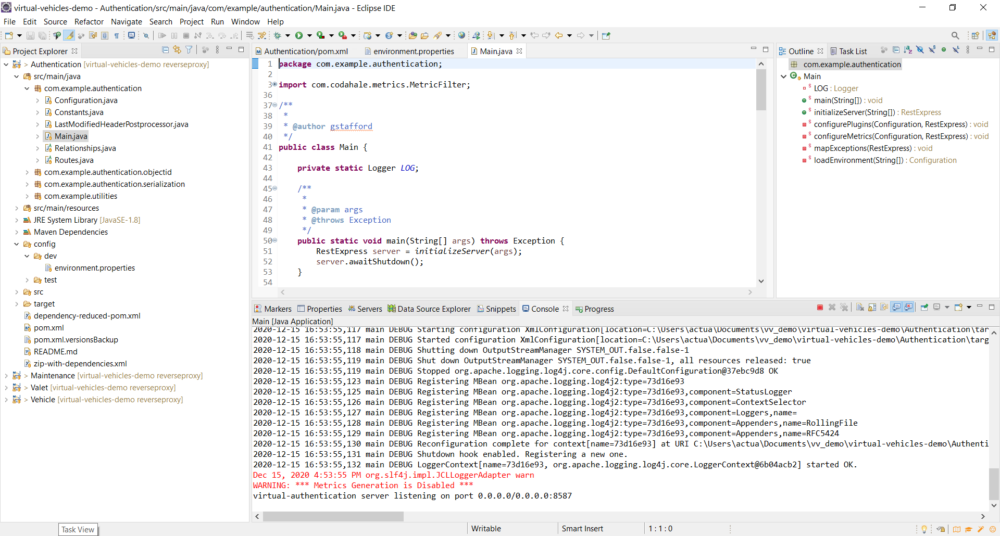 virtual-vehicles-demo - Authentication/src/main/java/com/example/authentication/Main.java - Eclipse IDE
File Edit Source Refactor Navigate Search Project Run Window Help
Project Explorer
> Authentication [virtual-vehicles-demo reverseproxy]
src/main/java
com.example.authentication
Configuration.java
Constants.java
LastModifiedHeaderPostprocessor.java
Main.java
Relationships.java
Routes.java
com.example.authentication.objectid
com.example.authentication.serialization
com.example.utilities
src/main/resources
JRE System Library [JavaSE-1.8]
Maven Dependencies
config
dev
environment.properties
test
src
target
dependency-reduced-pom.xml
pom.xml
pom.xml.versionsBackup
README.md
zip-with-dependencies.xml
> Maintenance [virtual-vehicles-demo reverseproxy]
> Valet [virtual-vehicles-demo reverseproxy]
> Vehicle [virtual-vehicles-demo reverseproxy]
Authentication/pom.xml environment.properties Main.java
1 package com.example.authentication;
2
3 import com.codahale.metrics.MetricFilter;
36
37 /**
38 *
39 * @author gstafford
40 */
41 public class Main {
42
43 private static Logger LOG;
44
45 /**
46 *
47 * @param args
48 * @throws Exception
49 */
50 public static void main(String[] args) throws Exception {
51 RestExpress server = initializeServer(args);
52 server.awaitShutdown();
53 }
54
Outline Task List
com.example.authentication
Main
LOG : Logger
main(String[]) : void
initializeServer(String[]) : RestExpress
configurePlugins(Configuration, RestExpress) : void
configureMetrics(Configuration, RestExpress) : void
mapExceptions(RestExpress) : void
loadEnvironment(String[]) : Configuration
Markers Properties Servers Data Source Explorer Snippets Console Progress
Main [Java Application]
2020-12-15 16:53:55,117 main DEBUG Starting configuration XmlConfiguration[location=C:\Users\actua\Documents\vv_demo\virtual-vehicles-demo\Authentication\tar
2020-12-15 16:53:55,117 main DEBUG Started configuration XmlConfiguration[location=C:\Users\actua\Documents\vv_demo\virtual-vehicles-demo\Authentication\targ
2020-12-15 16:53:55,118 main DEBUG Shutting down OutputStreamManager SYSTEM_OUT.false.false-1
2020-12-15 16:53:55,119 main DEBUG Shut down OutputStreamManager SYSTEM_OUT.false.false-1, all resources released: true
2020-12-15 16:53:55,119 main DEBUG Stopped org.apache.logging.log4j.core.config.DefaultConfiguration@37ebc9d8 OK
2020-12-15 16:53:55,123 main DEBUG Registering MBean org.apache.logging.log4j2:type=73d16e93
2020-12-15 16:53:55,125 main DEBUG Registering MBean org.apache.logging.log4j2:type=73d16e93,component=StatusLogger
2020-12-15 16:53:55,126 main DEBUG Registering MBean org.apache.logging.log4j2:type=73d16e93,component=ContextSelector
2020-12-15 16:53:55,127 main DEBUG Registering MBean org.apache.logging.log4j2:type=73d16e93,component=Loggers,name=
2020-12-15 16:53:55,128 main DEBUG Registering MBean org.apache.logging.log4j2:type=73d16e93,component=Appenders,name=RollingFile
2020-12-15 16:53:55,129 main DEBUG Registering MBean org.apache.logging.log4j2:type=73d16e93,component=Appenders,name=RFC5424
2020-12-15 16:53:55,130 main DEBUG Reconfiguration complete for context[name=73d16e93] at URI C:\Users\actua\Documents\vv_demo\virtual-vehicles-demo\Authenti
2020-12-15 16:53:55,131 main DEBUG Shutdown hook enabled. Registering a new one.
2020-12-15 16:53:55,132 main DEBUG LoggerContext[name=73d16e93, org.apache.logging.log4j.core.LoggerContext@6b04acb2] started OK.
Dec 15, 2020 4:53:55 PM org.slf4j.impl.JCLLoggerAdapter warn
WARNING: *** Metrics Generation is Disabled ***
virtual-authentication server listening on port 0.0.0.0/0.0.0.0:8587
Task View
Writable Smart Insert 1 : 1 : 0